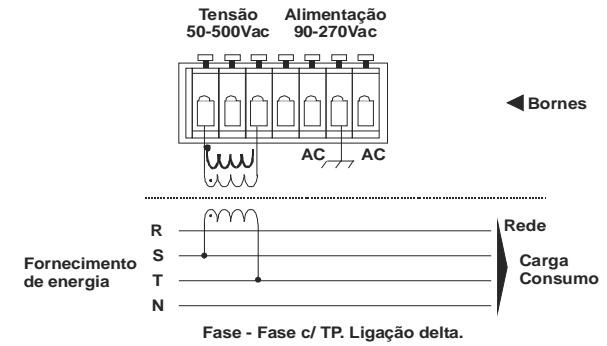 Tensão Alimentação
50-500Vac 90-270Vac
Bornes
AC AC
R
S
T
N
Fornecimento
de energia
Rede
Carga
Consumo
Fase - Fase c/ TP. Ligação delta.